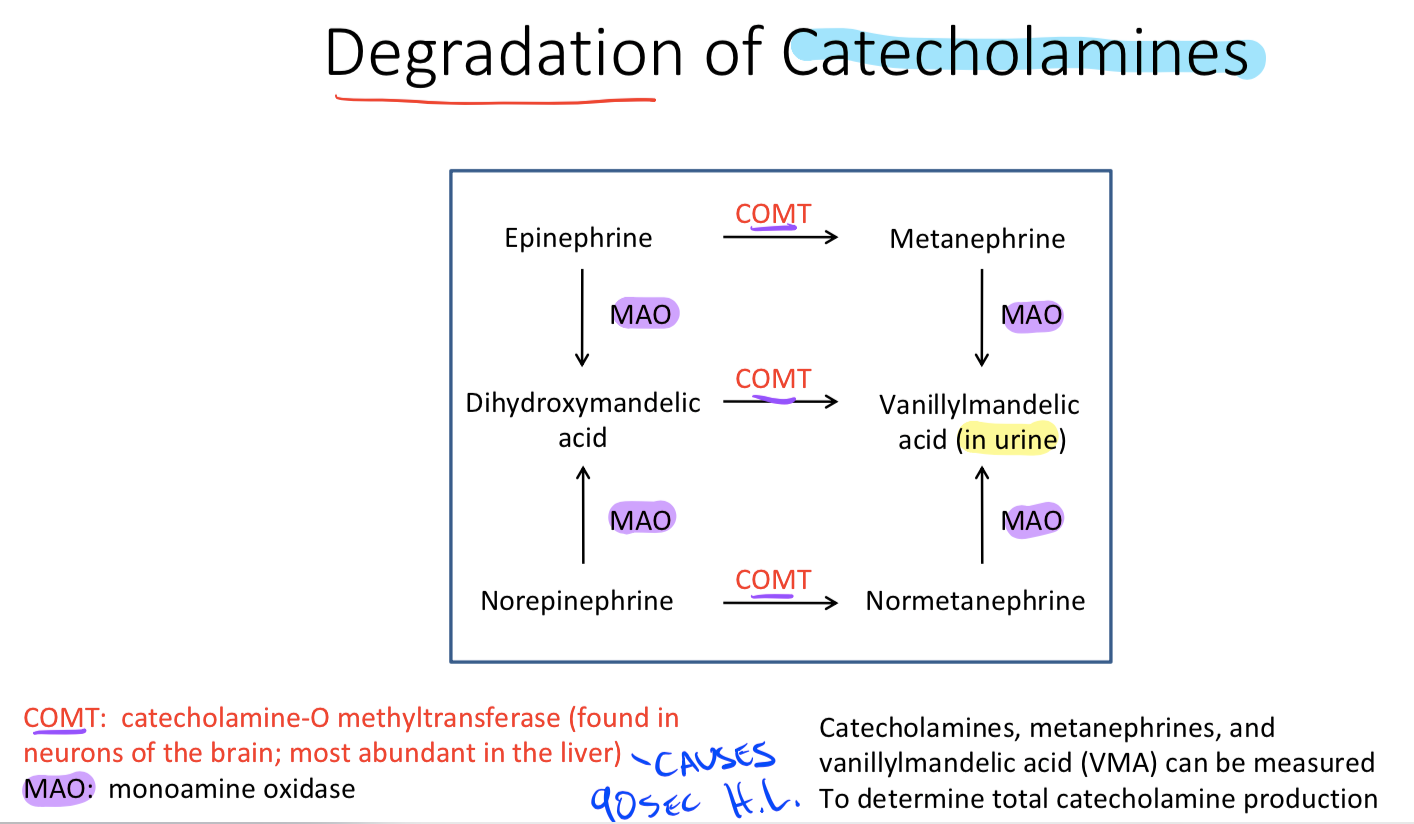 Degradation of Catecholamines
COMT
Epinephrine
Metanephrine
MAO
MAO
COMT
Dihydroxymandelic
acid
Vanillylmandelic
acid (in urine)
MAO
MAO
COMT
Norepinephrine
Normetanephrine
COMT: catecholamine-O methyltransferase (found in
neurons of the brain; most abundant in the liver)
MAO: monoamine oxidase
CAUSES
90SEC H.L.
Catecholamines, metanephrines, and
vanillylmandelic acid (VMA) can be measured
To determine total catecholamine production